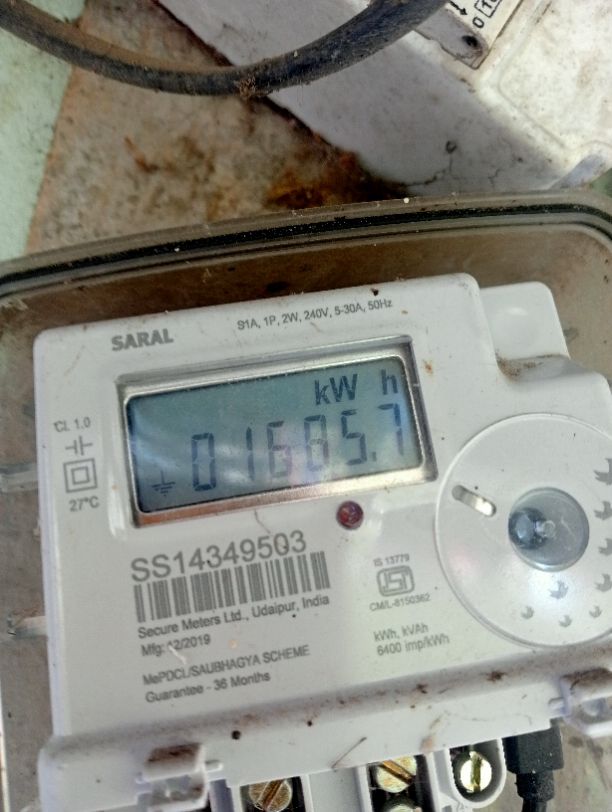 SARAL
S1A, 1P, 2W, 240V, 5-30A, 50Hz
kW h
01685.7
CL 1.0
27°C
SS14349503
Secure Meters Ltd., Udaipur, India
Mfg: 12/2019
MePDCL/SAUBHAGYA SCHEME
Guarantee - 36 Months
IS 13779
CM/L-8150362
kWh, kVAh
6400 imp/kWh